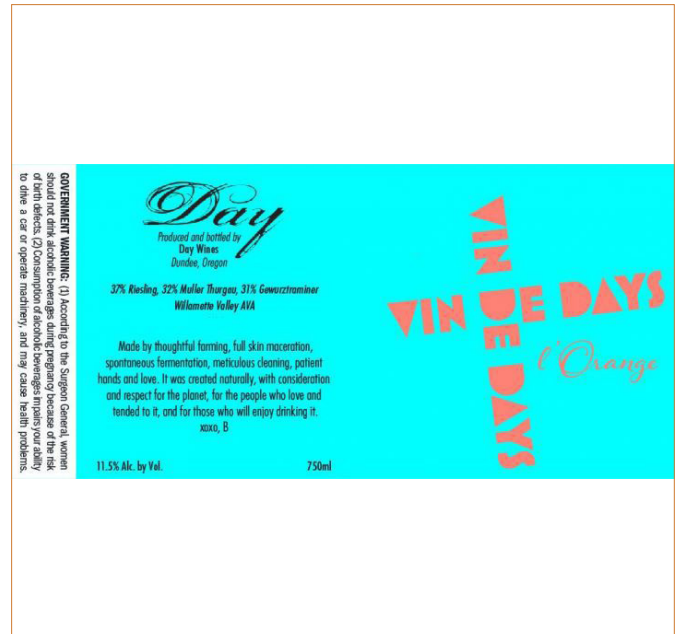 GOVERNMENT WARNING: (1) According to the Surgeon General, women
should not drink alcoholic beverages during pregnancy because of the risk
of birth defects. (2) Consumption of alcoholic beverages impairs your ability
to drive a car or operate machinery, and may cause health problems.
Day
Produced and bottled by
Day Wines
Dundee, Oregon
37% Riesling, 32% Muller Thurgau, 31% Gewurztraminer
Willamette Valley AVA
Made by thoughtful farming, full skin maceration,
spontaneous fermentation, meticulous cleaning, patient
hands and love. It was created naturally, with consideration
and respect for the planet, for the people who love and
tended to it, and for those who will enjoy drinking it.
xoxo, B
11.5% Alc. by Vol. 750ml
VIN DE DAYS
VIN DE DAYS
l'Orange